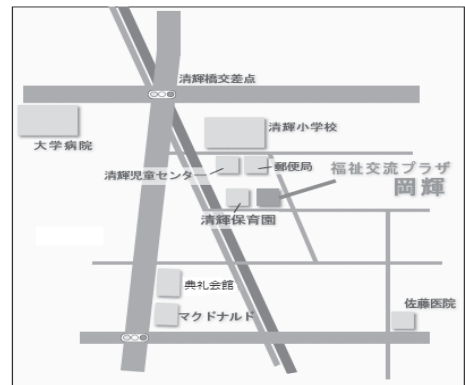 清輝橋交差点
大学病院
清輝小学校
清輝児童センタ
郵便局
福祉交流プラザ
岡輝
清輝保育園
典礼会館
マクドナルド
佐藤医院